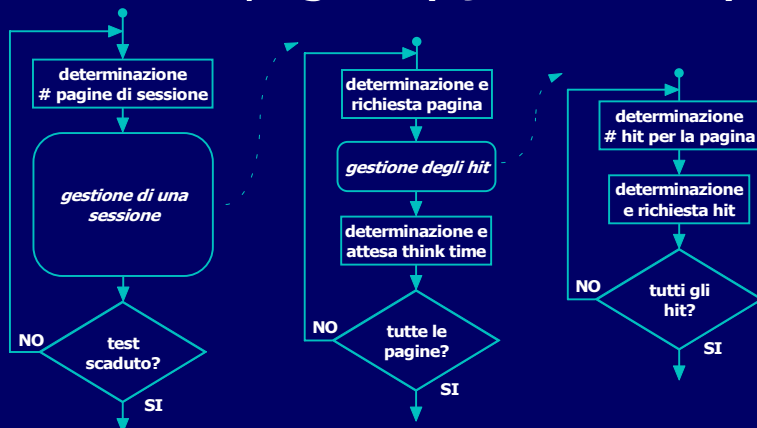 determinazione
# pagine di sessione
gestione di una
sessione
NO
test
scaduto?
SI
determinazione e
richiesta pagina
gestione degli hit
determinazione e
attesa think time
NO
tutte le
pagine?
SI
determinazione
# hit per la pagina
determinazione
e richiesta hit
NO
tutti gli
hit?
SI